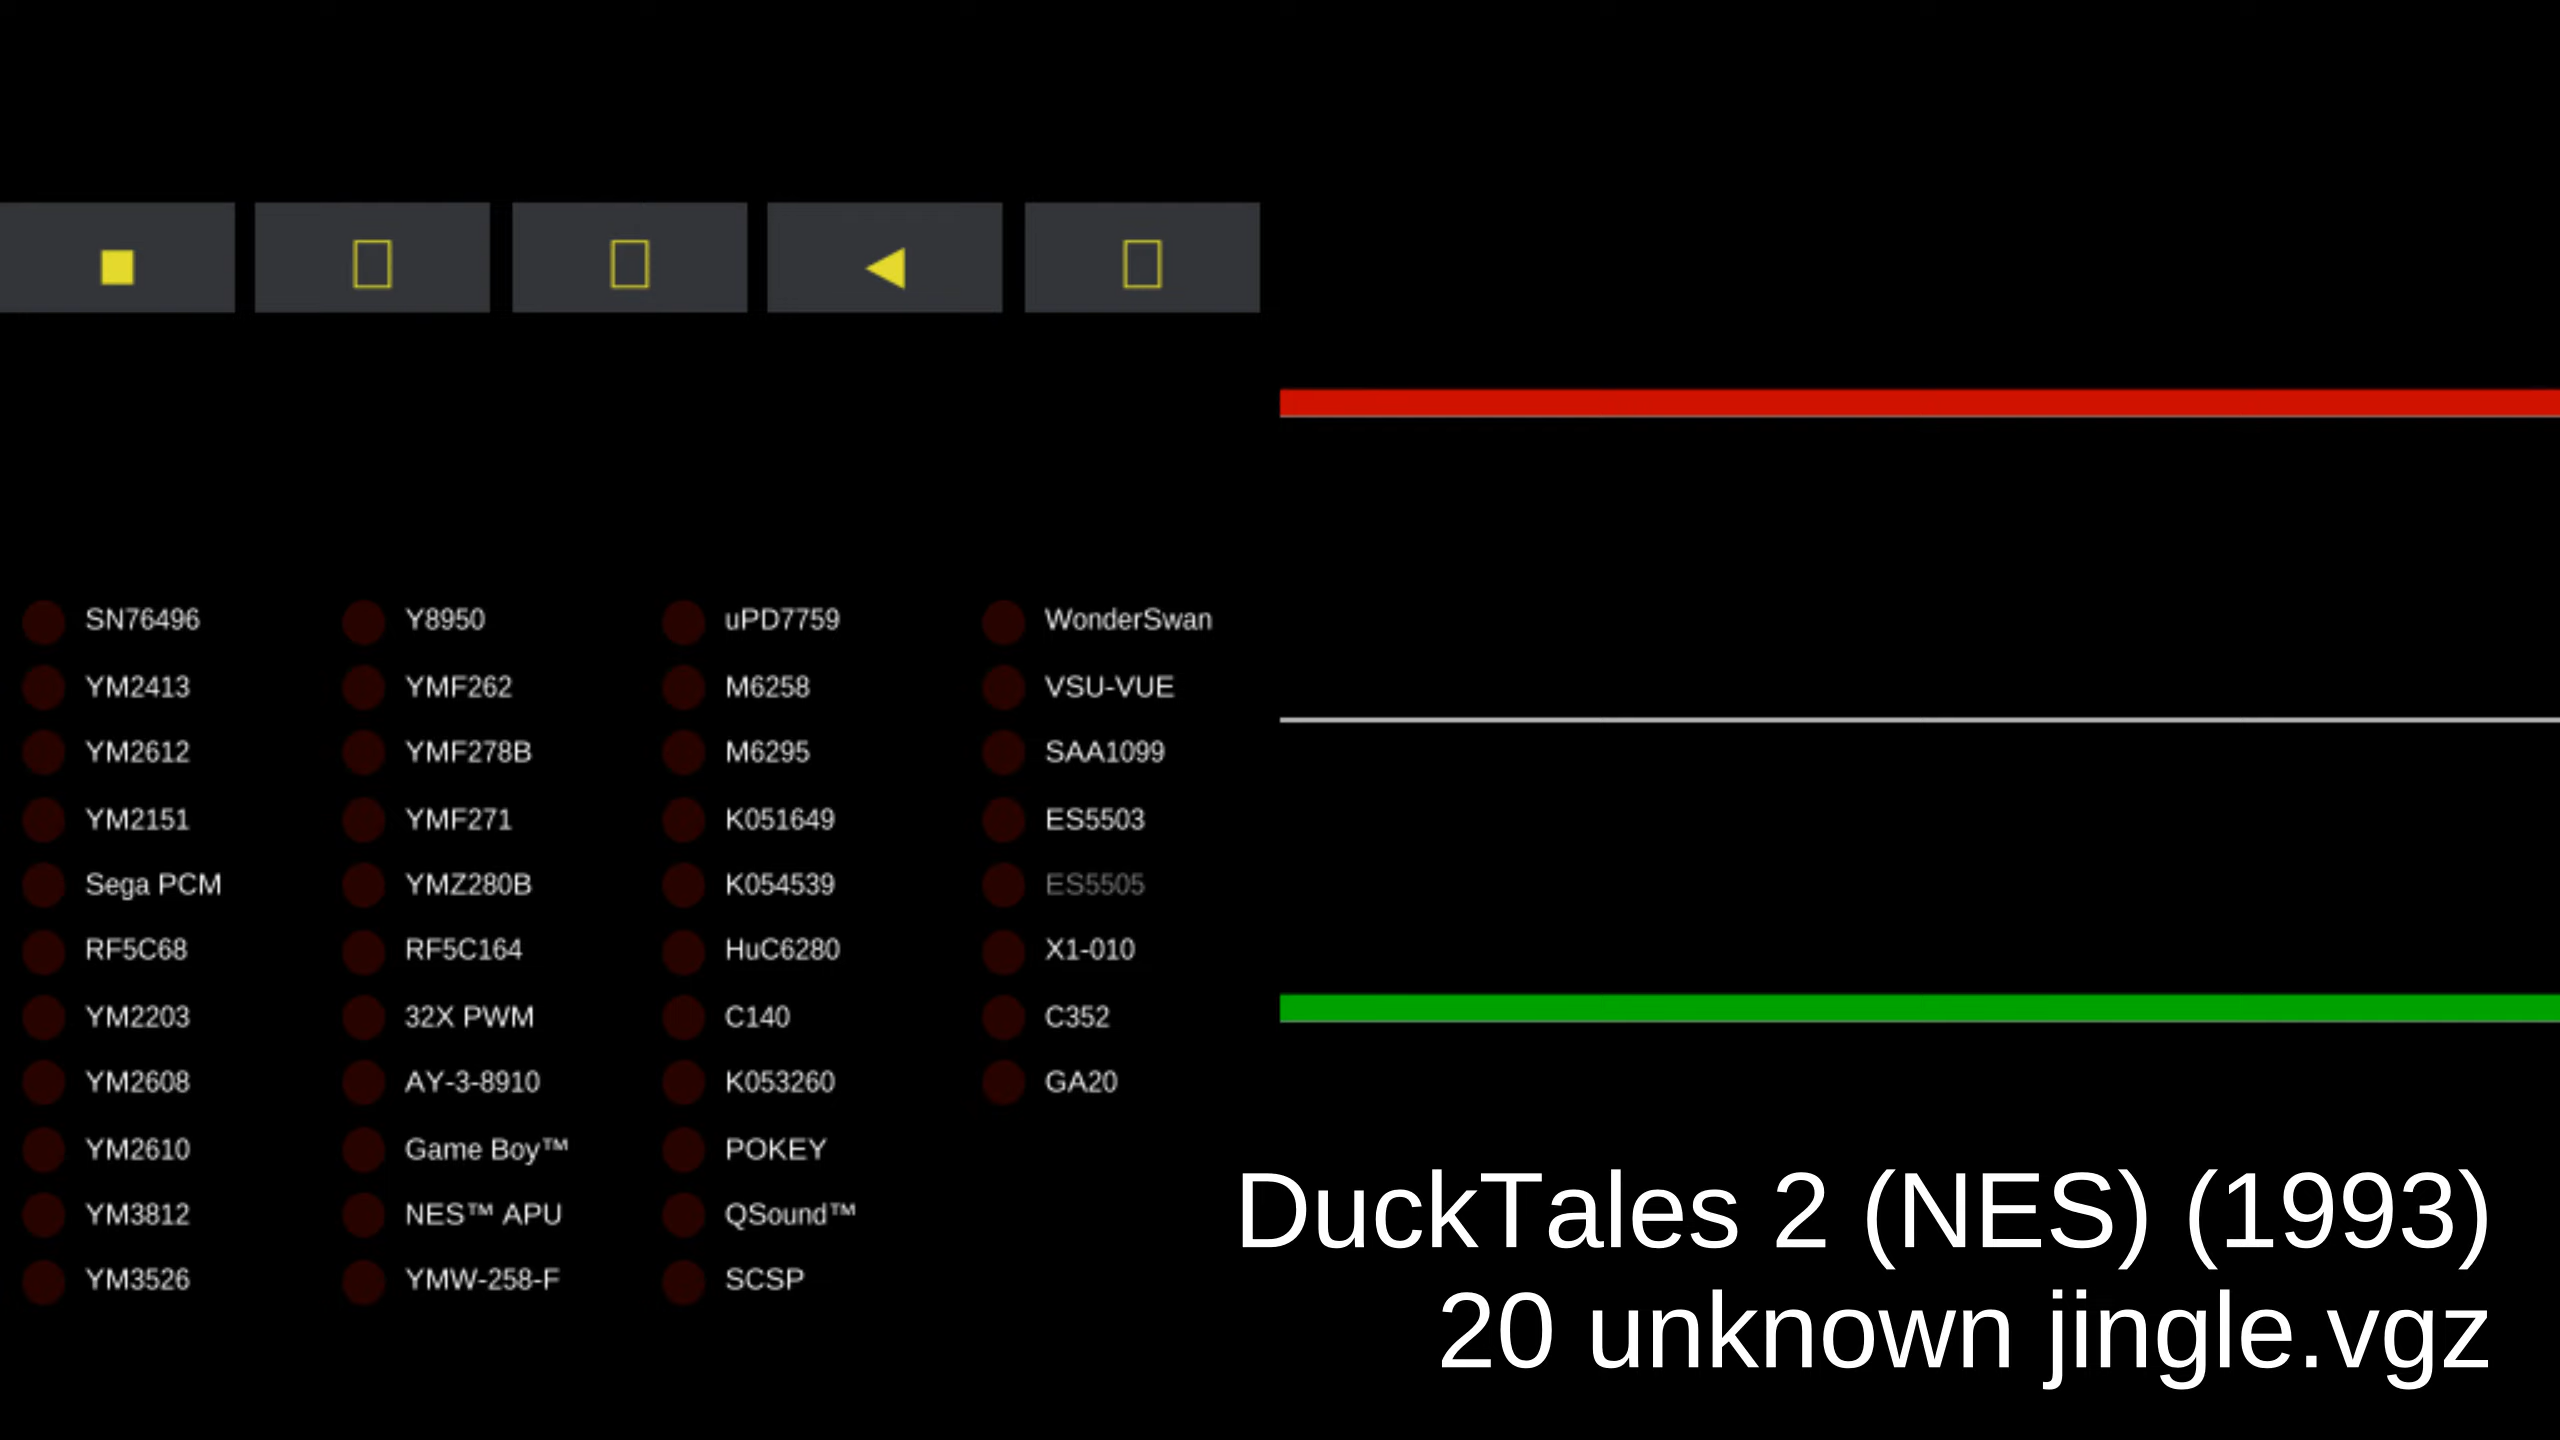 SN76496
YM2413
YM2612
YM2151
Sega PCM
RF5C68
YM2203
YM2608
YM2610
YM3812
YM3526
Y8950
YMF262
YMF278B
YMF271
YMZ280B
RF5C164
32X PWM
AY-3-8910
Game Boy™
NES™ APU
YMW-258-F
uPD7759
M6258
M6295
K051649
K054539
HuC6280
C140
K053260
POKEY
QSound™
SCSP
WonderSwan
VSU-VUE
SAA1099
ES5503
ES5505
X1-010
C352
GA20
DuckTales 2 (NES) (1993)
20 unknown jingle.vgz